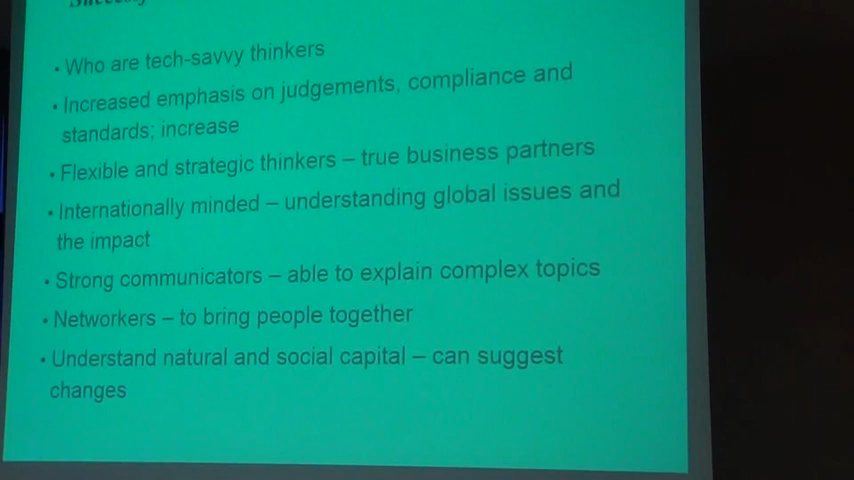 • Who are tech-savvy thinkers
• Increased emphasis on judgements, compliance and
standards; increase
• Flexible and strategic thinkers – true business partners
• Internationally minded – understanding global issues and
the impact
• Strong communicators – able to explain complex topics
• Networkers – to bring people together
• Understand natural and social capital – can suggest
changes